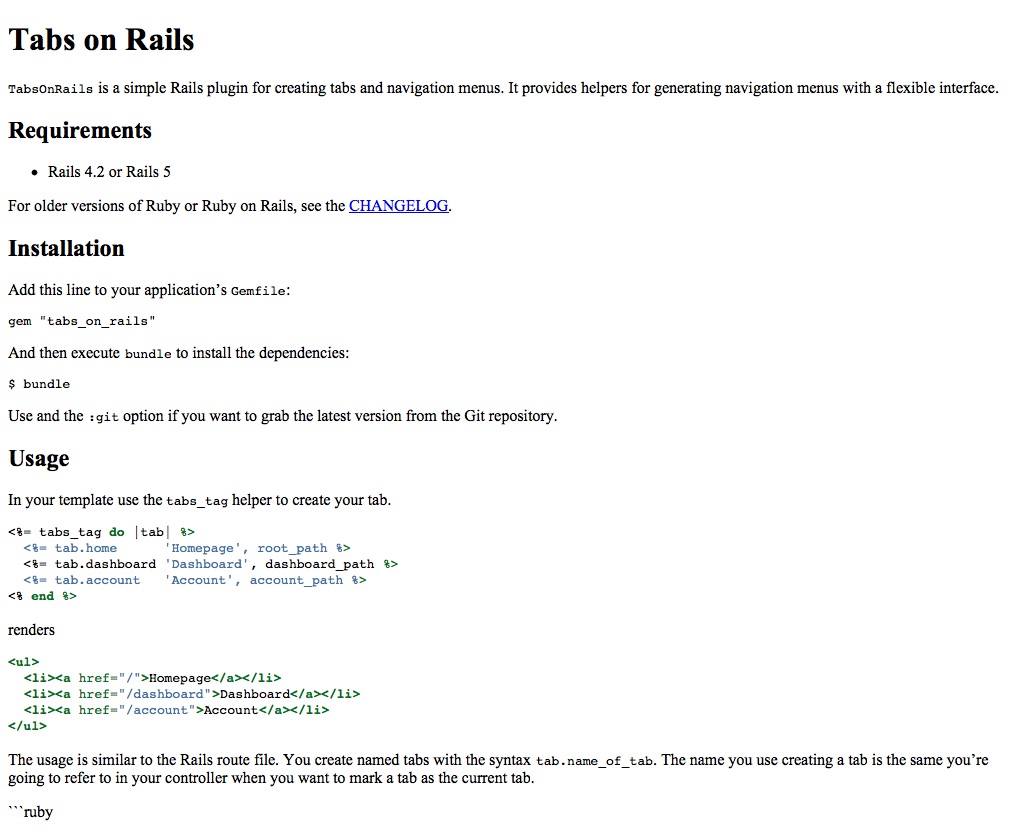 Tabs on Rails
TabsOnRails is a simple Rails plugin for creating tabs and navigation menus. It provides helpers for generating navigation menus with a flexible interface.
Requirements
• Rails 4.2 or Rails 5
For older versions of Ruby or Ruby on Rails, see the CHANGELOG.
Installation
Add this line to your application’s Gemfile:
gem "tabs_on_rails"
And then execute bundle to install the dependencies:
$ bundle
Use and the :git option if you want to grab the latest version from the Git repository.
Usage
In your template use the tabs_tag helper to create your tab.
<%= tabs_tag do |tab| %>
  <%= tab.home      'Homepage', root_path %>
  <%= tab.dashboard 'Dashboard', dashboard_path %>
  <%= tab.account   'Account', account_path %>
<% end %>
renders
<ul>
  <li><a href="/">Homepage</a></li>
  <li><a href="/dashboard">Dashboard</a></li>
  <li><a href="/account">Account</a></li>
</ul>
The usage is similar to the Rails route file. You create named tabs with the syntax tab.name_of_tab. The name you use creating a tab is the same you’re
going to refer to in your controller when you want to mark a tab as the current tab.
```ruby